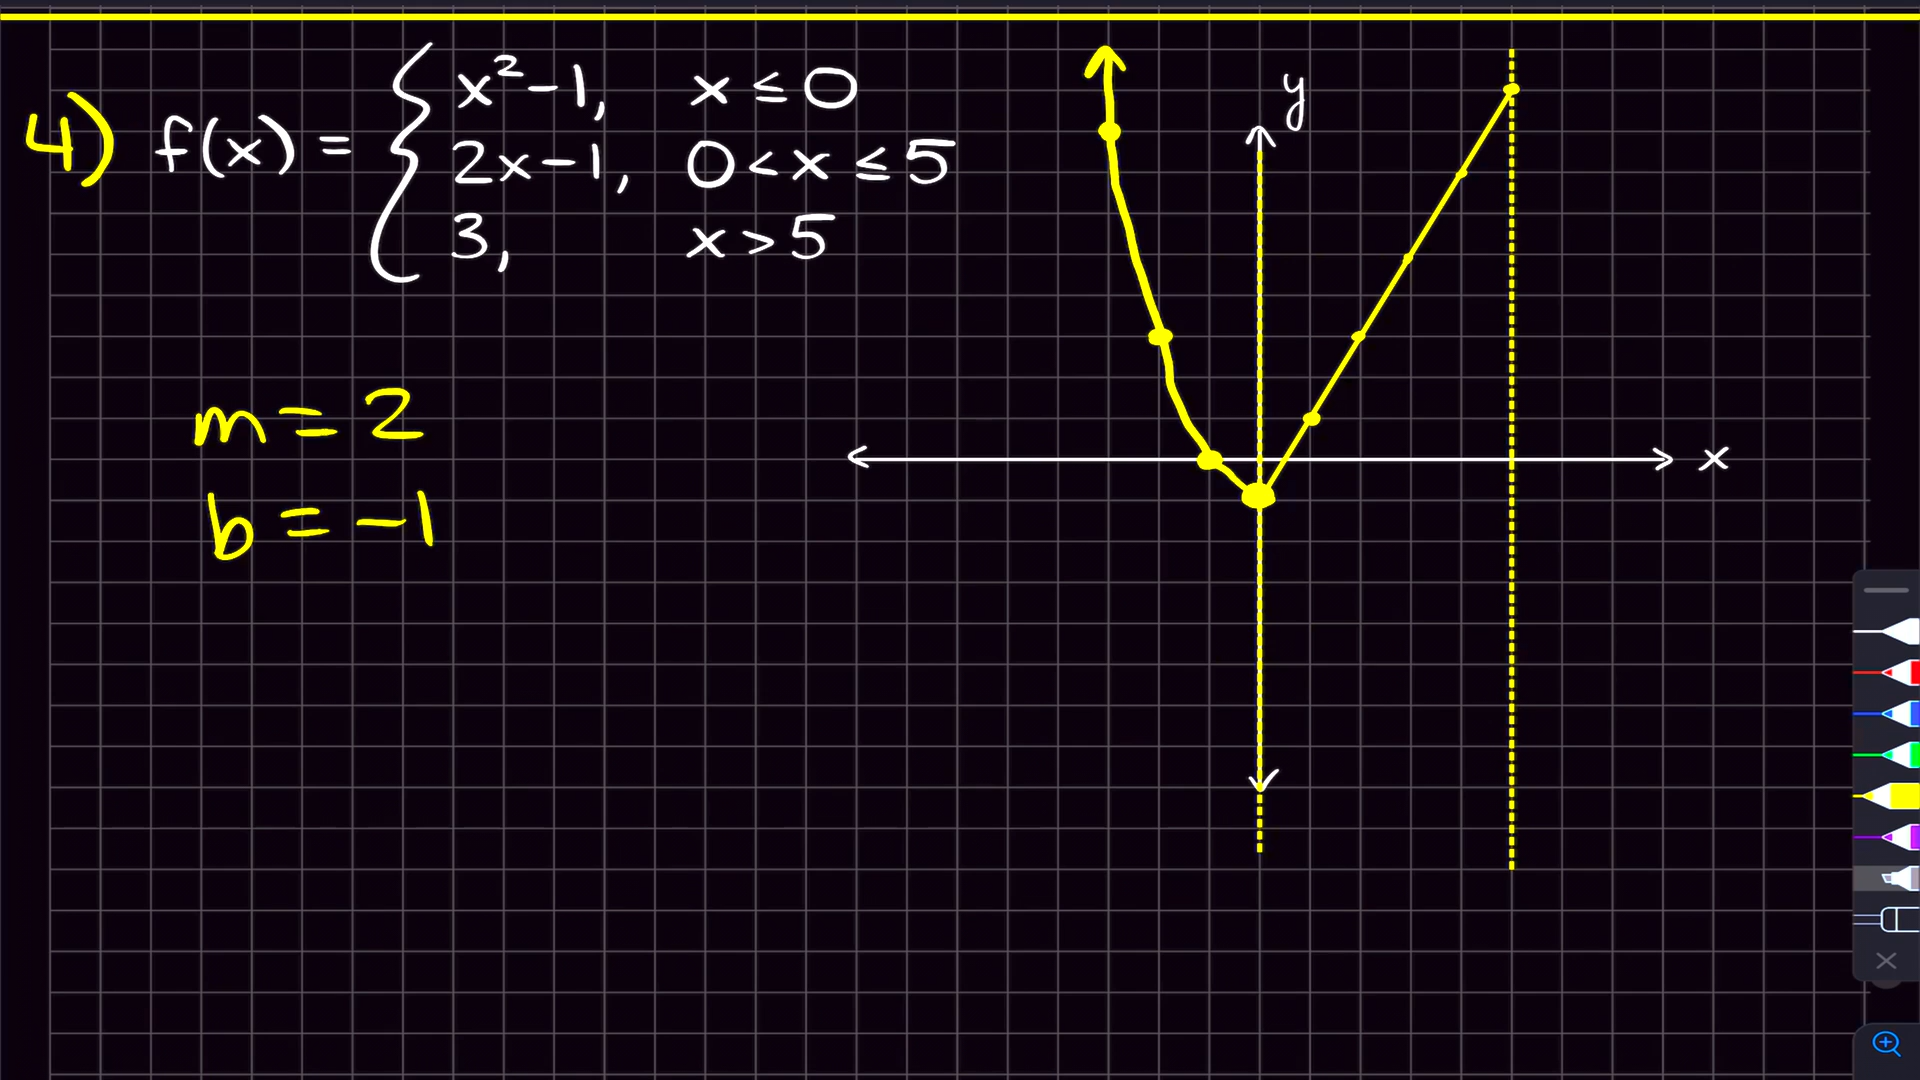 4) f(x) = { x² - 1, x ≤ 0
2x - 1, 0 < x ≤ 5
3, x > 5
y
m = 2
x
b = -1